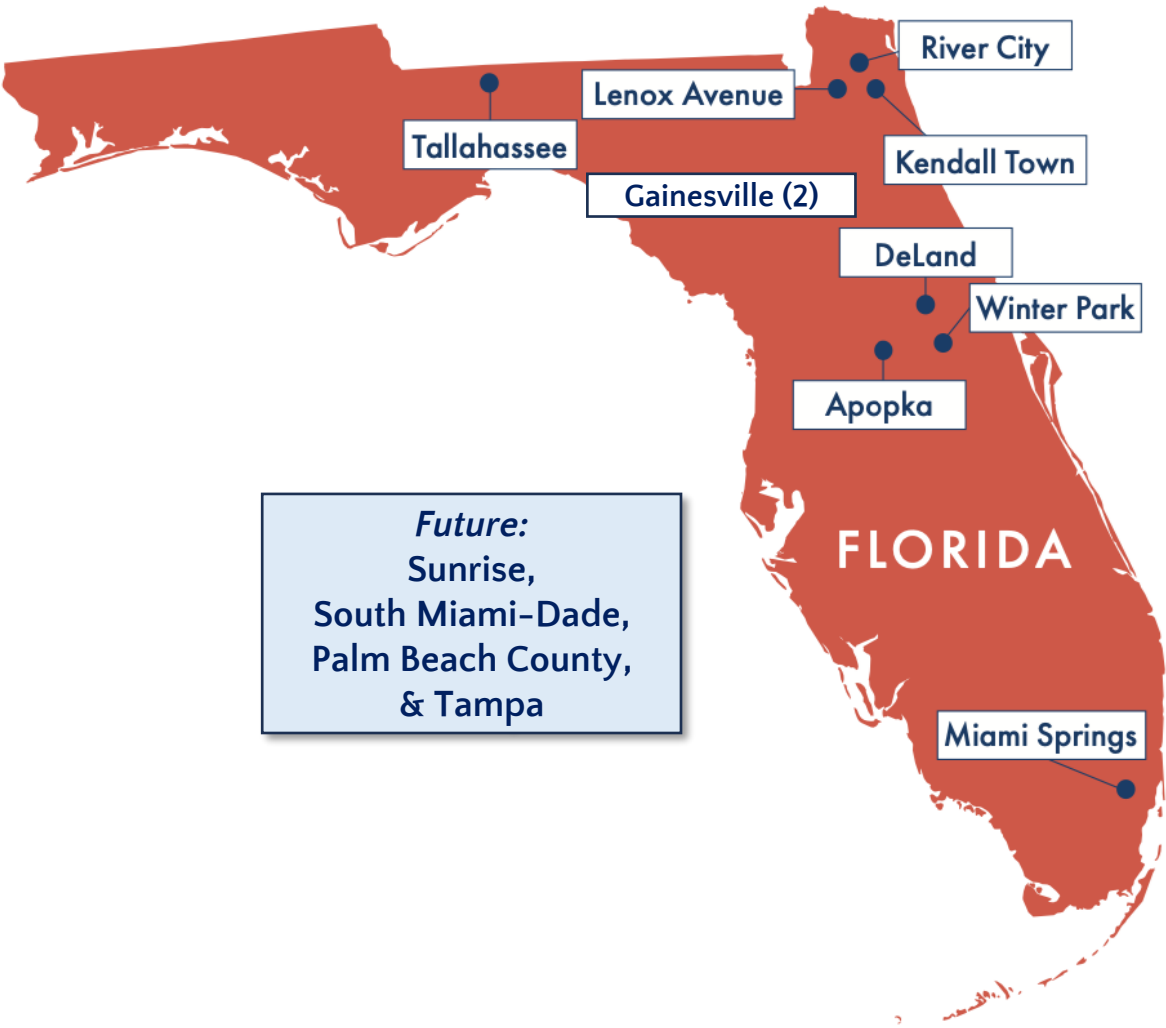 River City
Lenox Avenue
Tallahassee
Kendall Town
Gainesville (2)
DeLand
Winter Park
Apopka
Future:
Sunrise,
South Miami-Dade,
Palm Beach County,
& Tampa
FLORIDA
Miami Springs